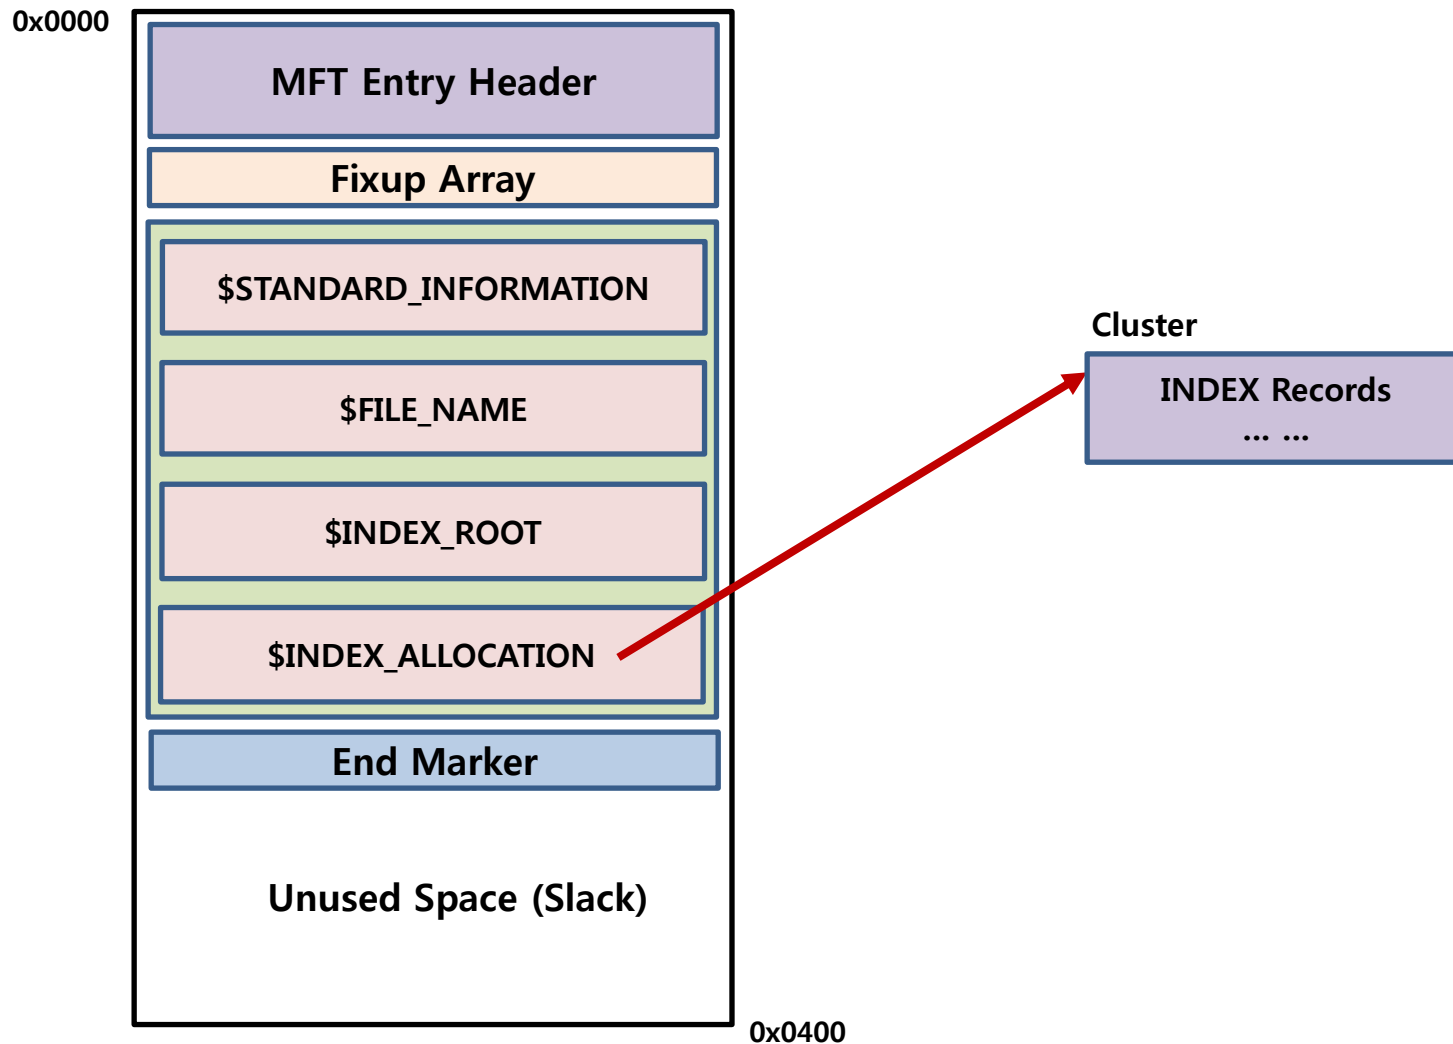 0x0000
MFT Entry Header
Fixup Array
$STANDARD_INFORMATION
$FILE_NAME
$INDEX_ROOT
$INDEX_ALLOCATION
End Marker
Unused Space (Slack)
0x0400
Cluster
INDEX Records
... ...